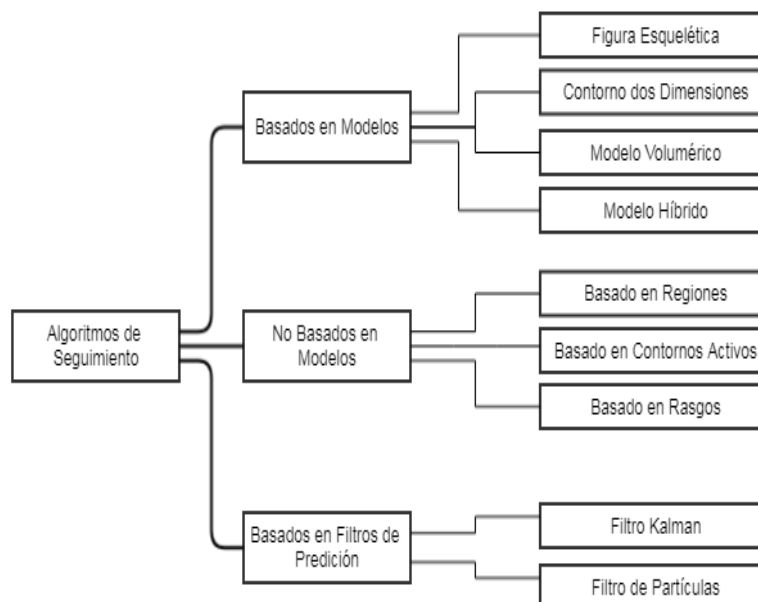 Figura Esquelética
Contorno dos Dimensiones
Basados en Modelos
Modelo Volumérico
Modelo Híbrido
Algoritmos de
Seguimiento
No Basados en
Modelos
Basado en Regiones
Basado en Contornos Activos
Basado en Rasgos
Basados en Filtros de
Predición
Filtro Kalman
Filtro de Partículas